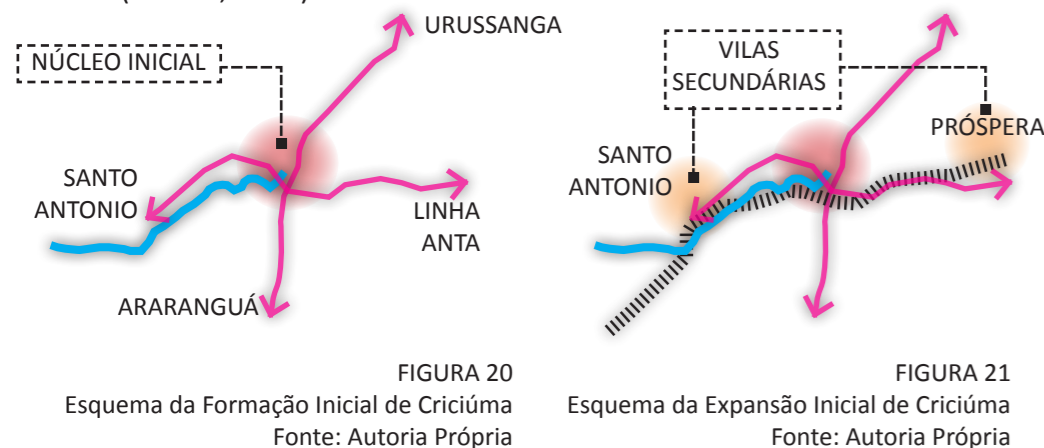 URUSSANGA
NÚCLEO INICIAL
SANTO
ANTONIO
LINHA
ANTA
ARARANGUÁ
FIGURA 20
Esquema da Formação Inicial de Criciúma
Fonte: Autoria Própria
VILAS
SECUNDÁRIAS
PRÓSPERA
SANTO
ANTONIO
FIGURA 21
Esquema da Expansão Inicial de Criciúma
Fonte: Autoria Própria